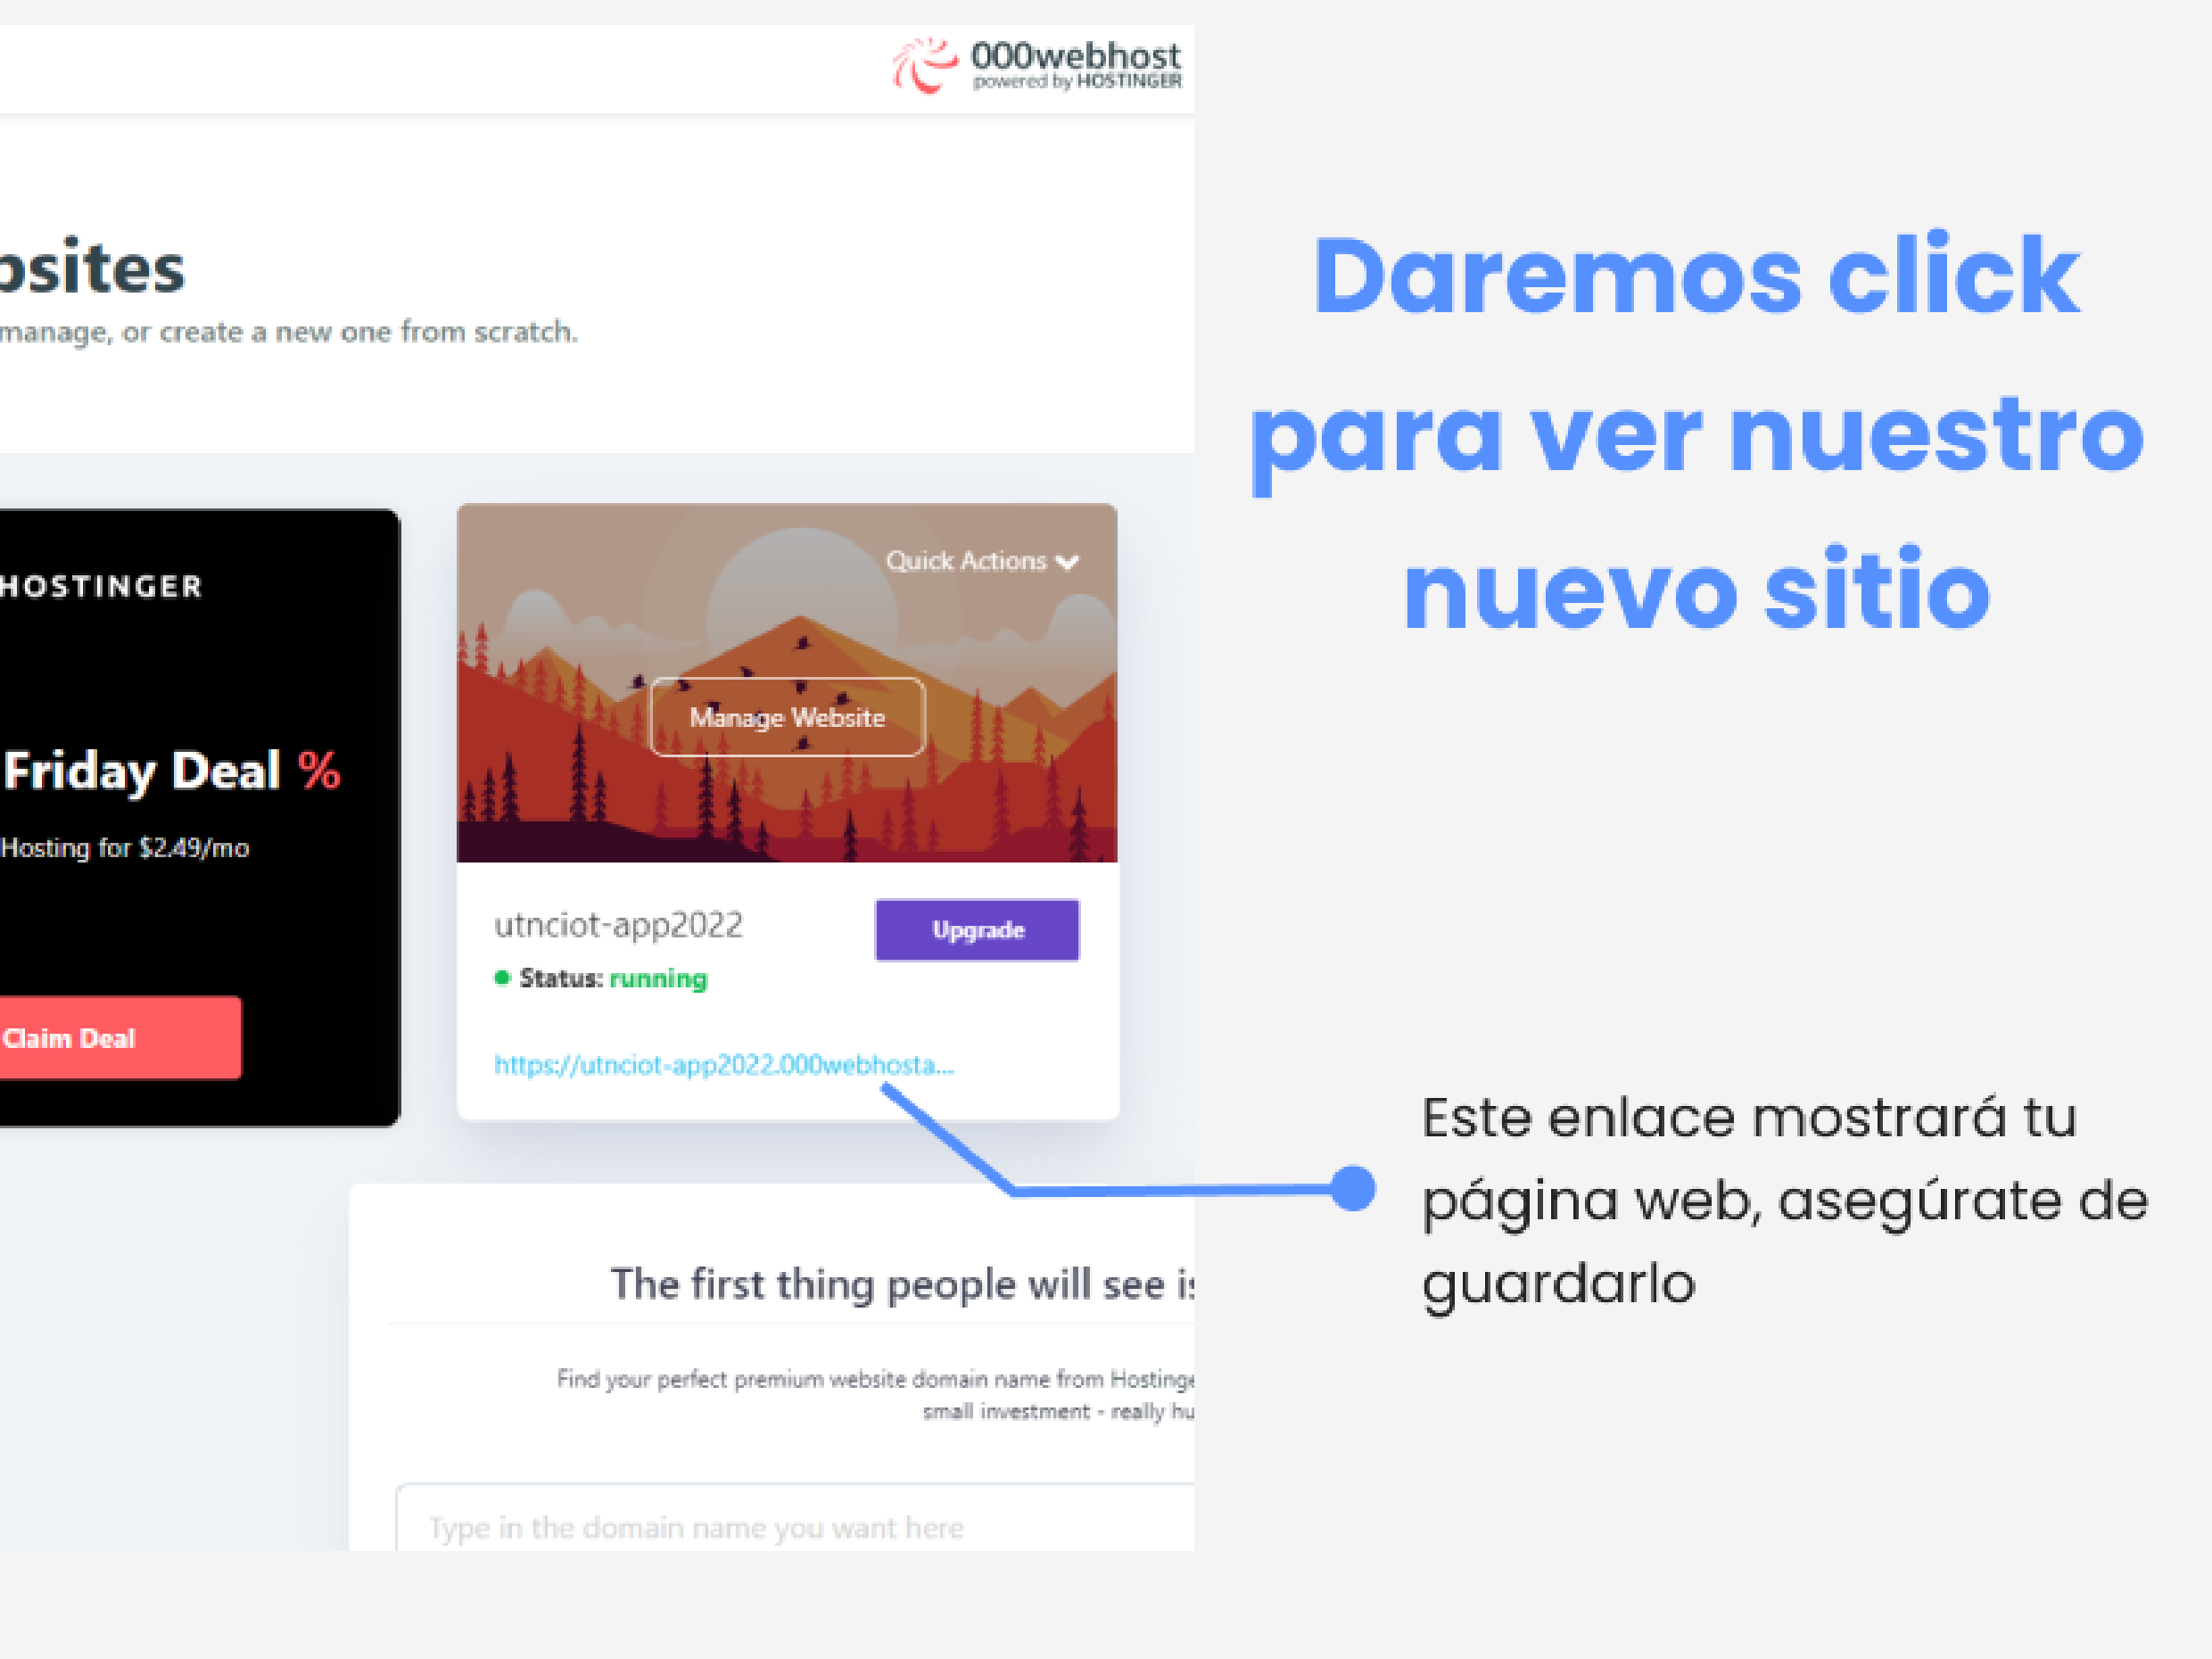 000webhost
powered by HOSTINGER
manage, or create a new one from scratch.
HOSTINGER
Friday Deal %
Hosting for $2.49/mo
Claim Deal
Quick Actions
Manage Website
utnciot-app2022
Upgrade
Status: running
https://utnciot-app2022.000webhosta...
The first thing people will see
Find your perfect premium website domain name from
small investment - really
Type in the domain name you want here
Daremos click
para ver nuestro
nuevo sitio
Este enlace mostrará tu
página web, asegúrate de
guardarlo